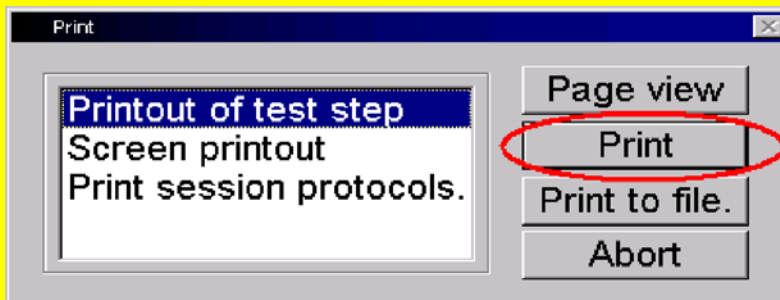 Print
Printout of test step
Screen printout
Print session protocols.
Page view
Print
Print to file.
Abort